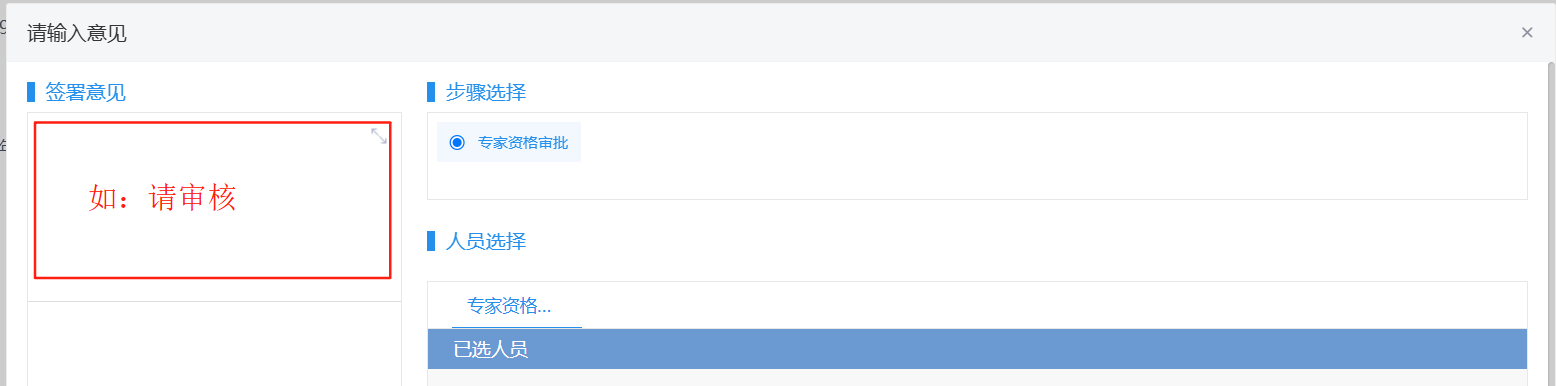 请输入意见
×
签署意见
如：请审核
步骤选择
专家资格审批
人员选择
专家资格...
已选人员